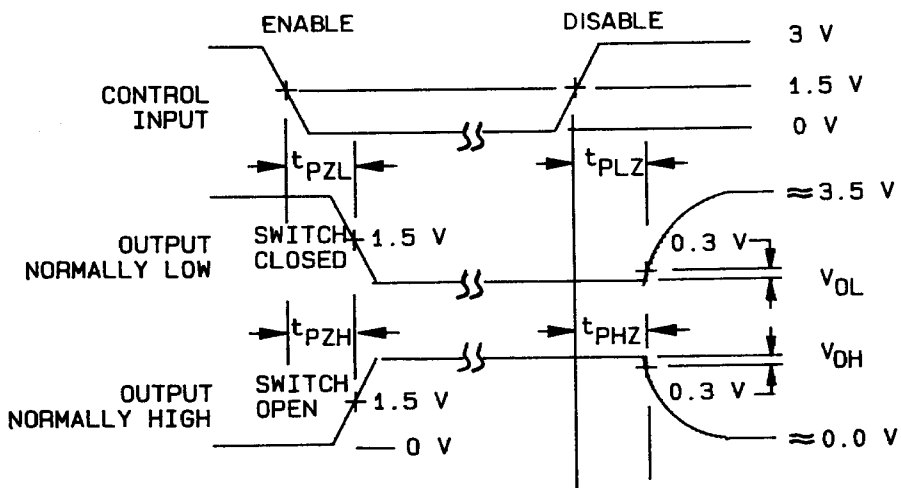 ENABLE
DISABLE
3 V
CONTROL
INPUT
1.5 V
0 V
tPZL
tPLZ
≈3.5 V
OUTPUT
NORMALLY LOW
SWITCH
CLOSED
1.5 V
0.3 V
VOL
tPZH
tPHZ
VOH
OUTPUT
NORMALLY HIGH
SWITCH
OPEN
1.5 V
0.3 V
0 V
≈0.0 V